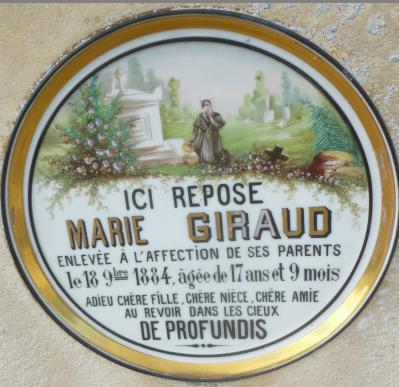 ICI REPOSE
MARIE GIRAUD
ENLEVÉE À L'AFFECTION DE SES PARENTS
le 18 9bre 1884, âgée de 17 ans et 9 mois
ADIEU CHÈRE FILLE, CHÈRE NIÈCE, CHÈRE AMIE
AU REVOIR DANS LES CIEUX
DE PROFUNDIS